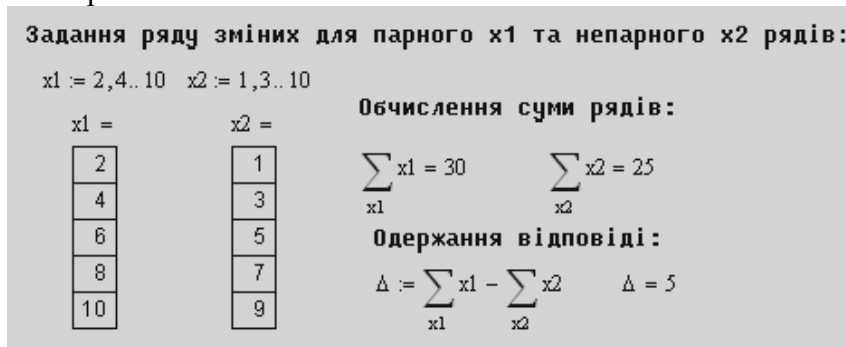 Задання ряду зміних для парного x1 та непарного x2 рядів:
x1 := 2,4.. 10 x2 := 1,3.. 10
Обчислення суми рядів:
x1 = x2 =
2 1
4 3
6 5
8 7
10 9
∑ x1 = 30 ∑ x2 = 25
x1 x2
Одержання відповіді:
Δ := ∑ x1 − ∑ x2 Δ = 5
x1 x2